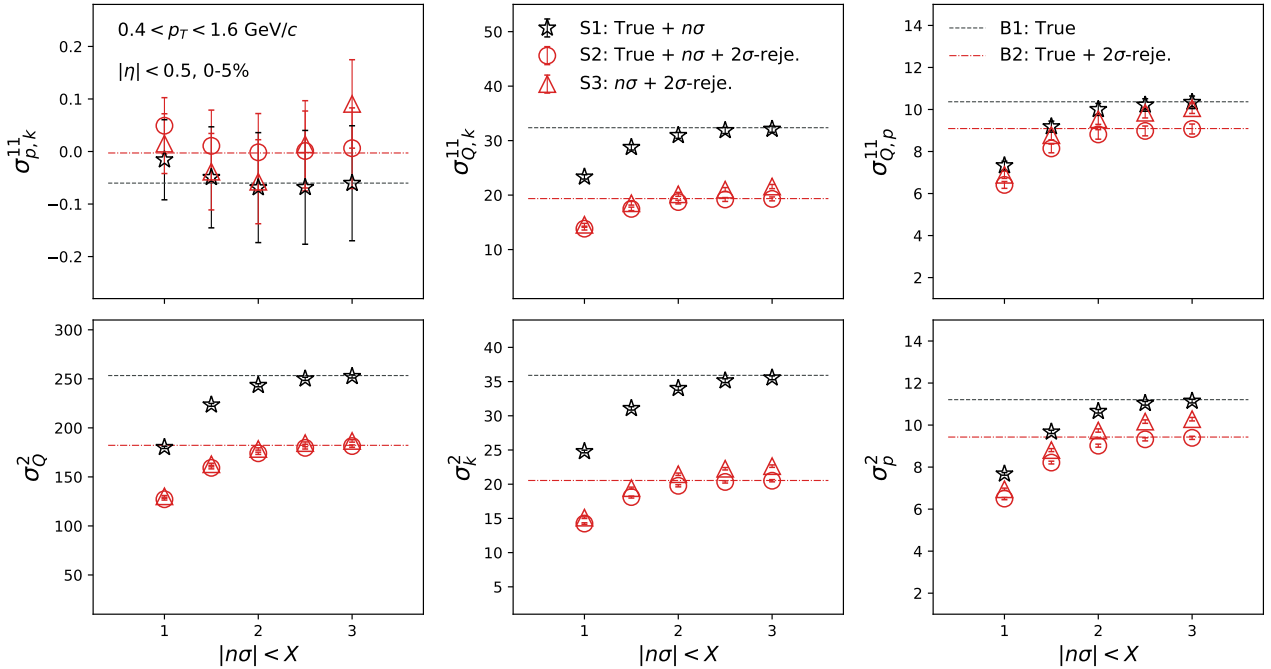 0.4 < p_T < 1.6 GeV/c
|η| < 0.5, 0-5%
σ^{11}_{p,k}
0.2
0.1
0.0
−0.1
−0.2
S1: True + nσ
S2: True + nσ + 2σ-reje.
S3: nσ + 2σ-reje.
σ^{11}_{Q,k}
50
40
30
20
10
B1: True
B2: True + 2σ-reje.
σ^{11}_{Q,p}
14
12
10
8
6
4
2
σ^2_Q
300
250
200
150
100
50
1 2 3
|nσ| < X
σ^2_k
40
35
30
25
20
15
10
5
1 2 3
|nσ| < X
σ^2_p
14
12
10
8
6
4
2
1 2 3
|nσ| < X